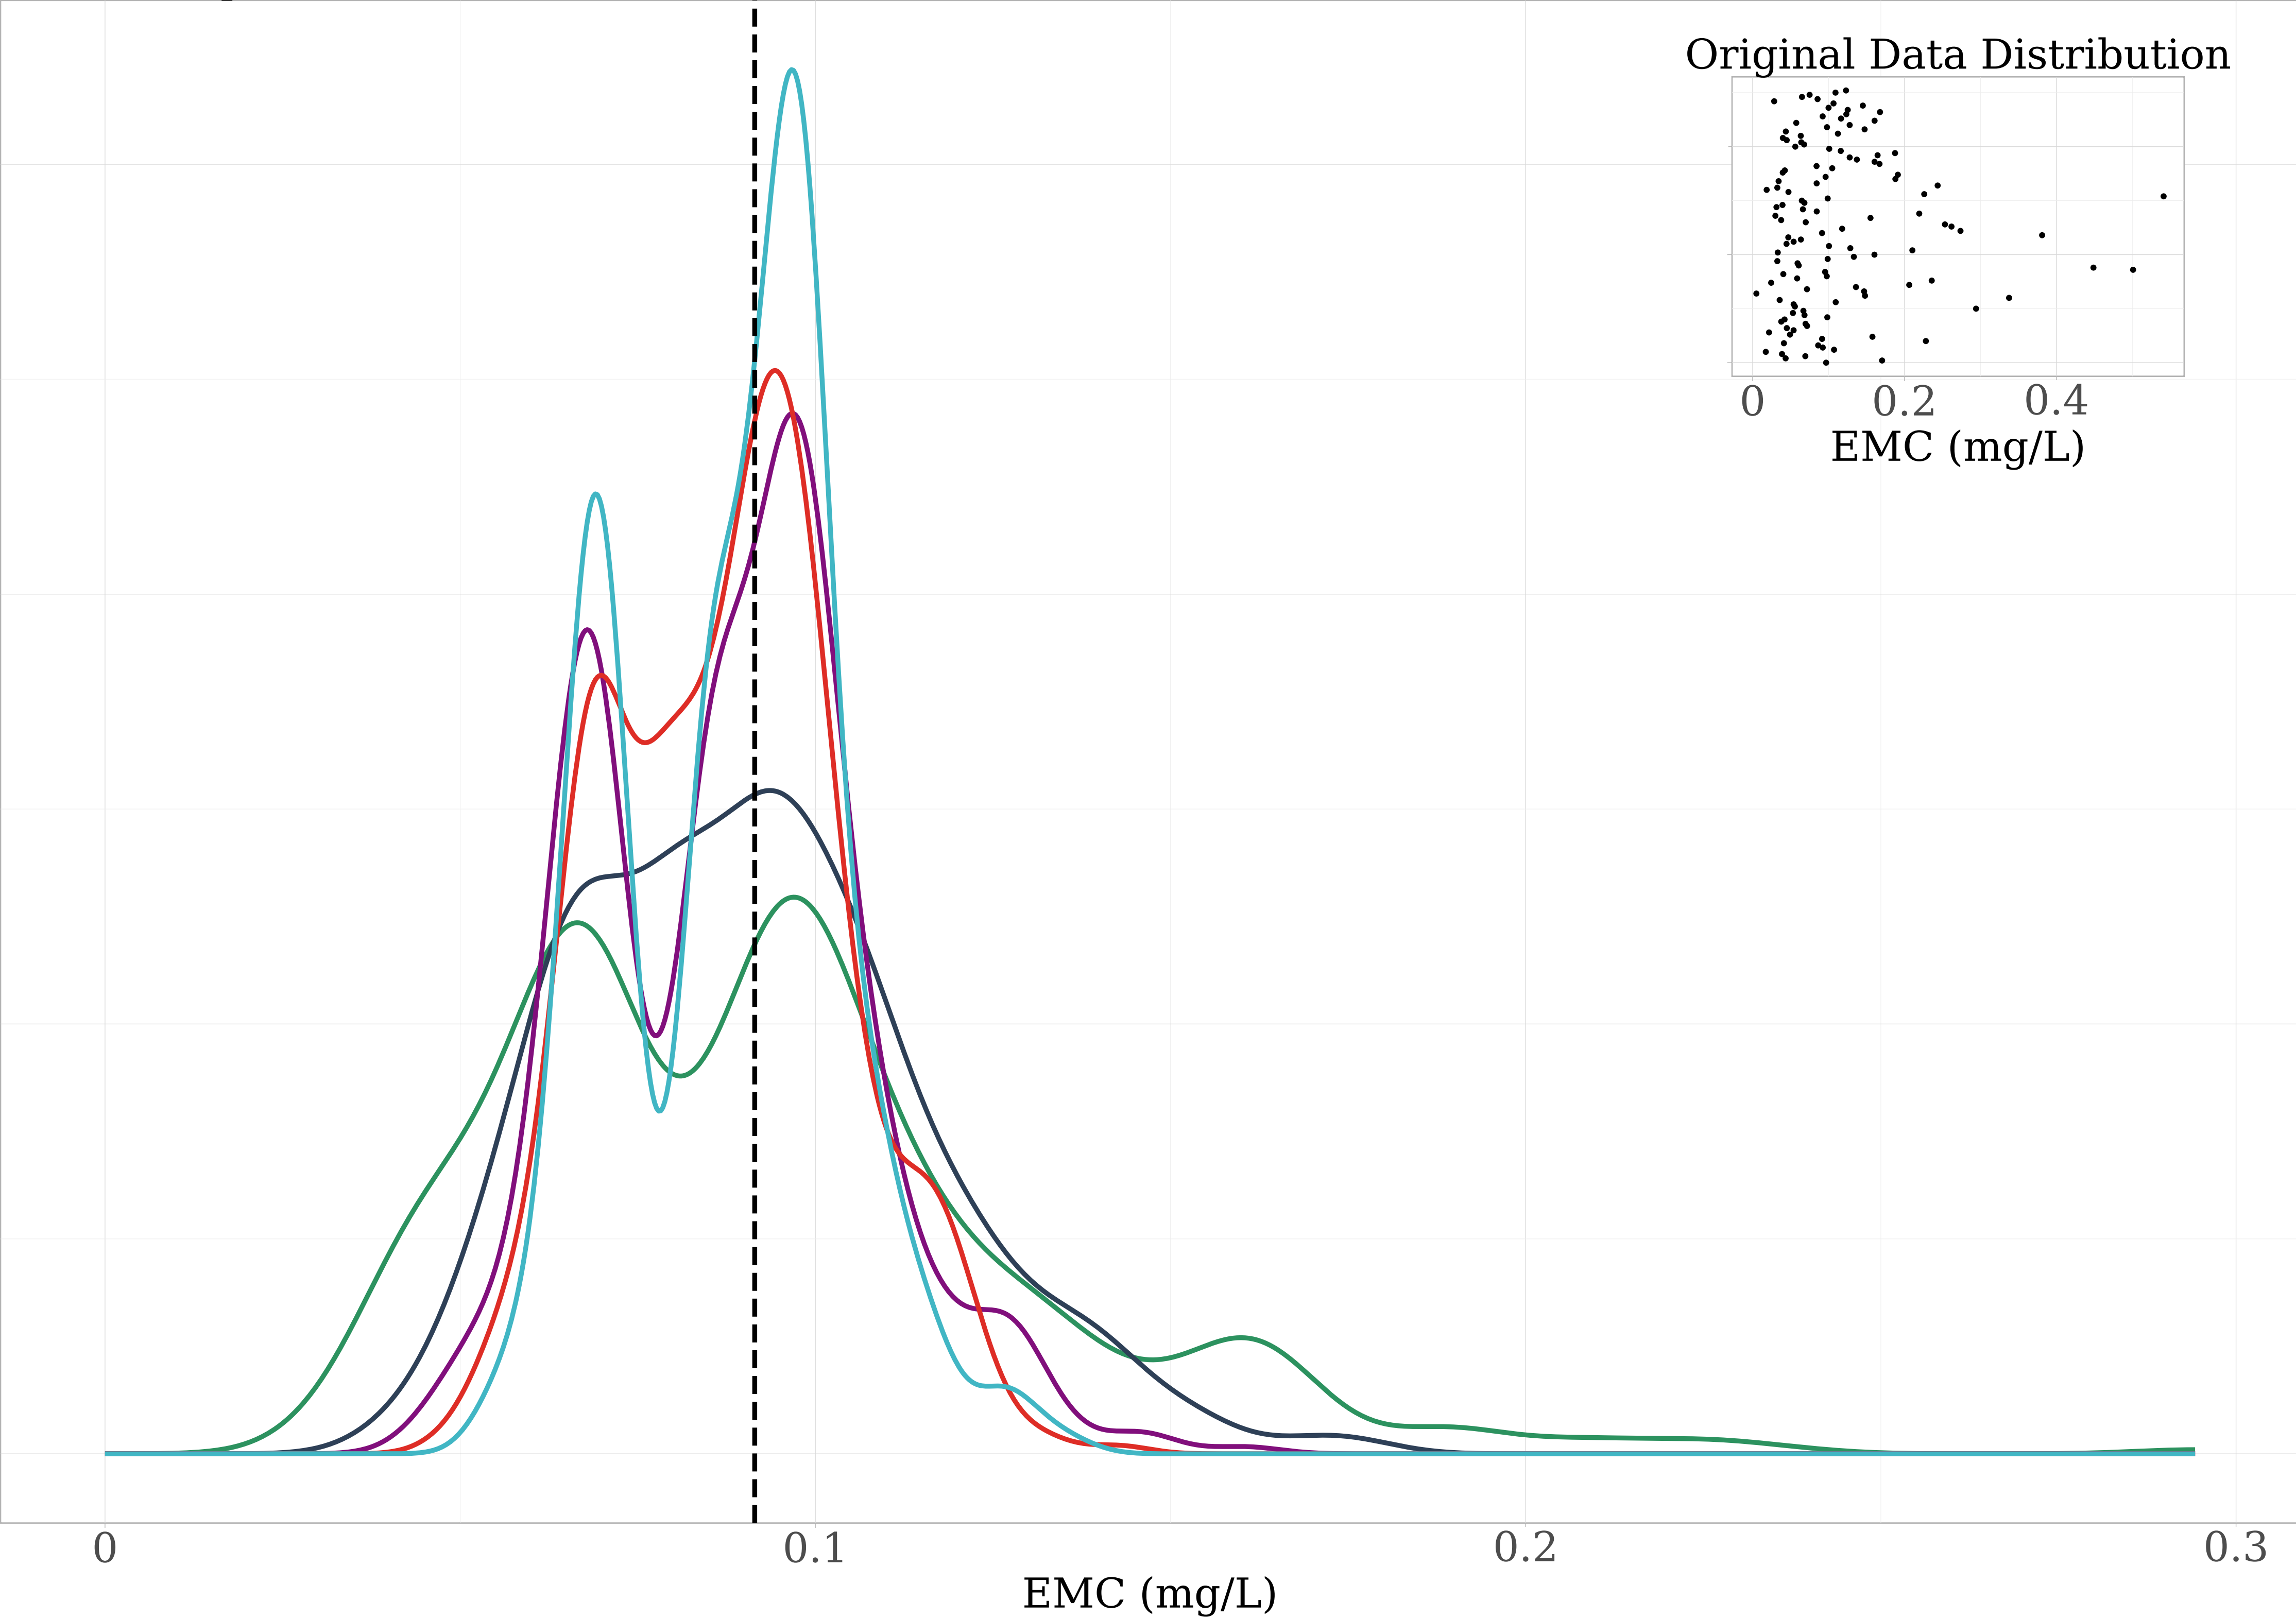 Original Data Distribution
0 0.2 0.4
EMC (mg/L)
0 0.1 0.2 0.3
EMC (mg/L)